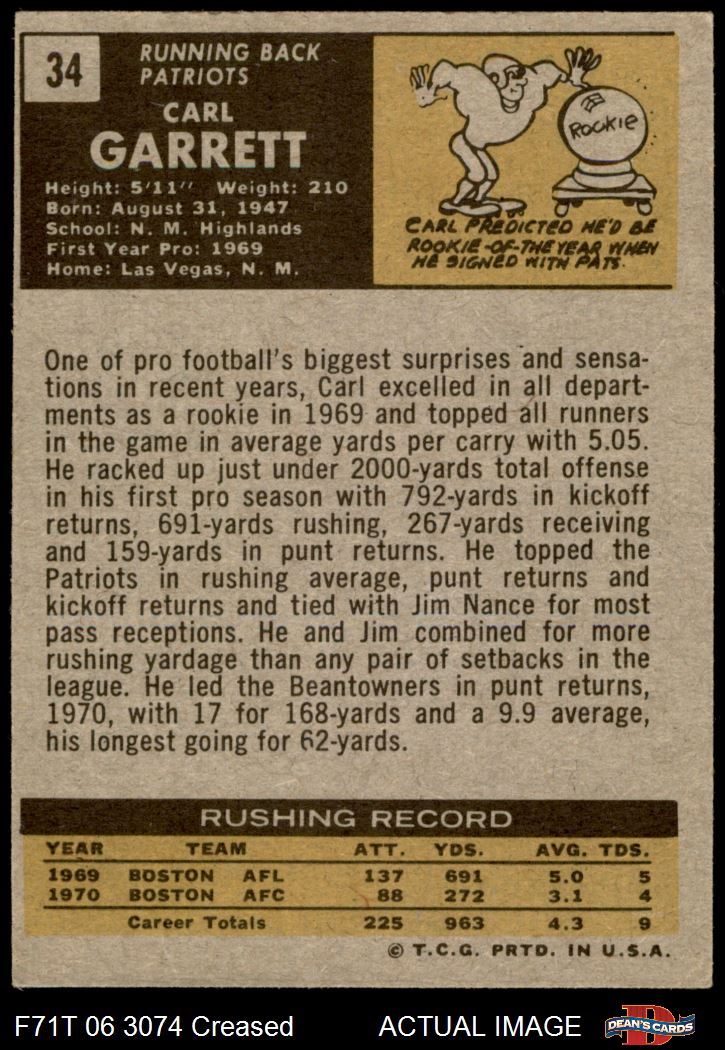 34
RUNNING BACK
PATRIOTS
CARL
GARRETT
Height: 5'11" Weight: 210
Born: August 31, 1947
School: N. M. Highlands
First Year Pro: 1969
Home: Las Vegas, N. M.
ROOKIE
CARL PREDICTED HE'D BE
ROOKIE-OF-THE YEAR WHEN
HE SIGNED WITH PATS.
One of pro football's biggest surprises and sensa-
tions in recent years, Carl excelled in all depart-
ments as a rookie in 1969 and topped all runners
in the game in average yards per carry with 5.05.
He racked up just under 2000-yards total offense
in his first pro season with 792-yards in kickoff
returns, 691-yards rushing, 267-yards receiving
and 159-yards in punt returns. He topped the
Patriots in rushing average, punt returns and
kickoff returns and tied with Jim Nance for most
pass receptions. He and Jim combined for more
rushing yardage than any pair of setbacks in the
league. He led the Beantowners in punt returns,
1970, with 17 for 168-yards and a 9.9 average,
his longest going for 62-yards.
RUSHING RECORD
YEAR TEAM ATT. YDS. AVG. TDS.
1969 BOSTON AFL 137 691 5.0 5
1970 BOSTON AFC 88 272 3.1 4
Career Totals 225 963 4.3 9
© T.C.G. PRTD. IN U.S.A.
F71T 06 3074 Creased ACTUAL IMAGE
D
DEAN'S CARDS